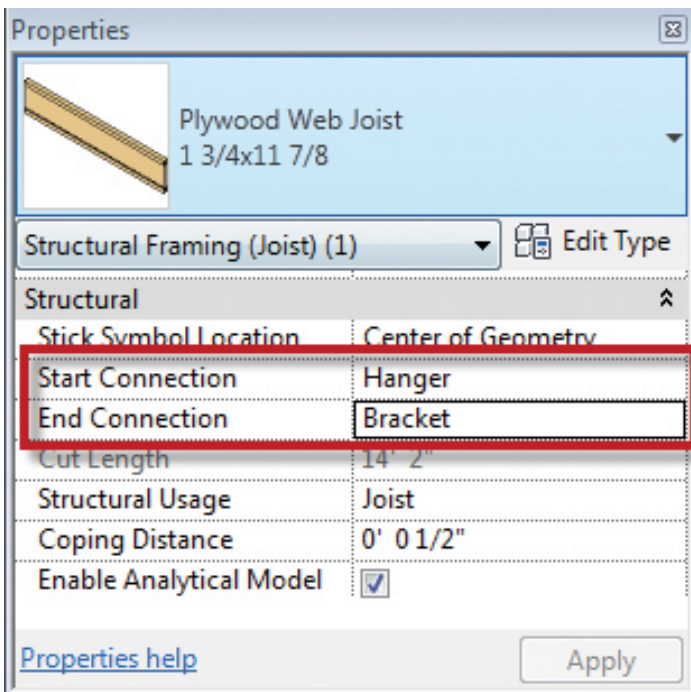 Properties
Plywood Web Joist
1 3/4x11 7/8
Structural Framing (Joist) (1) Edit Type
Structural
Stick Symbol Location Center of Geometry
Start Connection Hanger
End Connection Bracket
Cut Length 14' 2"
Structural Usage Joist
Coping Distance 0' 0 1/2"
Enable Analytical Model
Properties help Apply